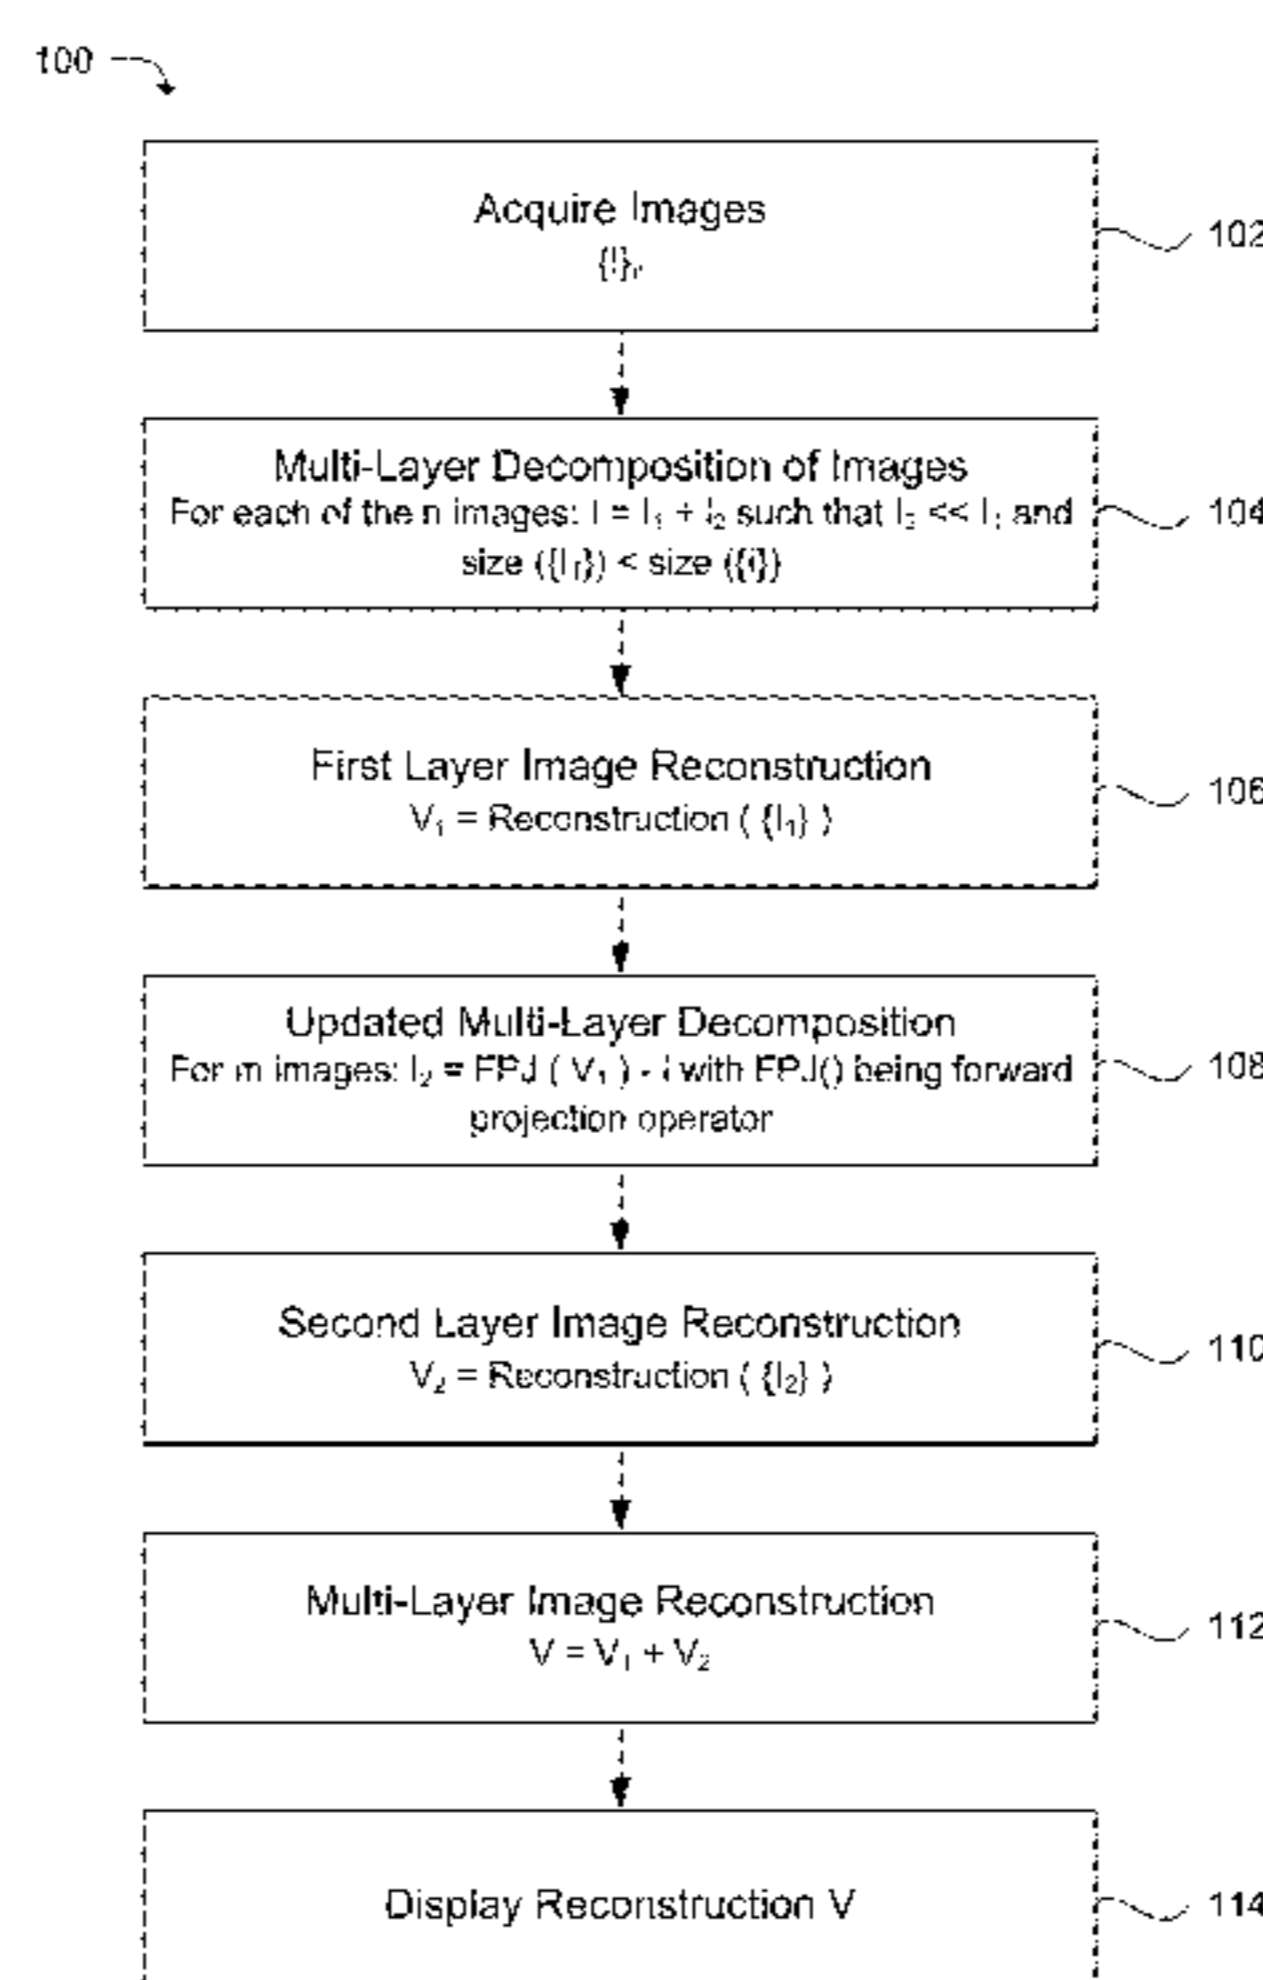 100
Acquire Images
{I}ₙ
102
Multi-Layer Decomposition of Images
For each of the n images: I = I₁ + I₂ such that I₂ << I₁ and
size ({I₁}) < size ({I})
104
First Layer Image Reconstruction
V₁ = Reconstruction ( {I₁} )
106
Updated Multi-Layer Decomposition
For m images: I₂ = FPJ ( V₁ ) - I with FPJ() being forward
projection operator
108
Second Layer Image Reconstruction
V₂ = Reconstruction ( {I₂} )
110
Multi-Layer Image Reconstruction
V = V₁ + V₂
112
Display Reconstruction V
114